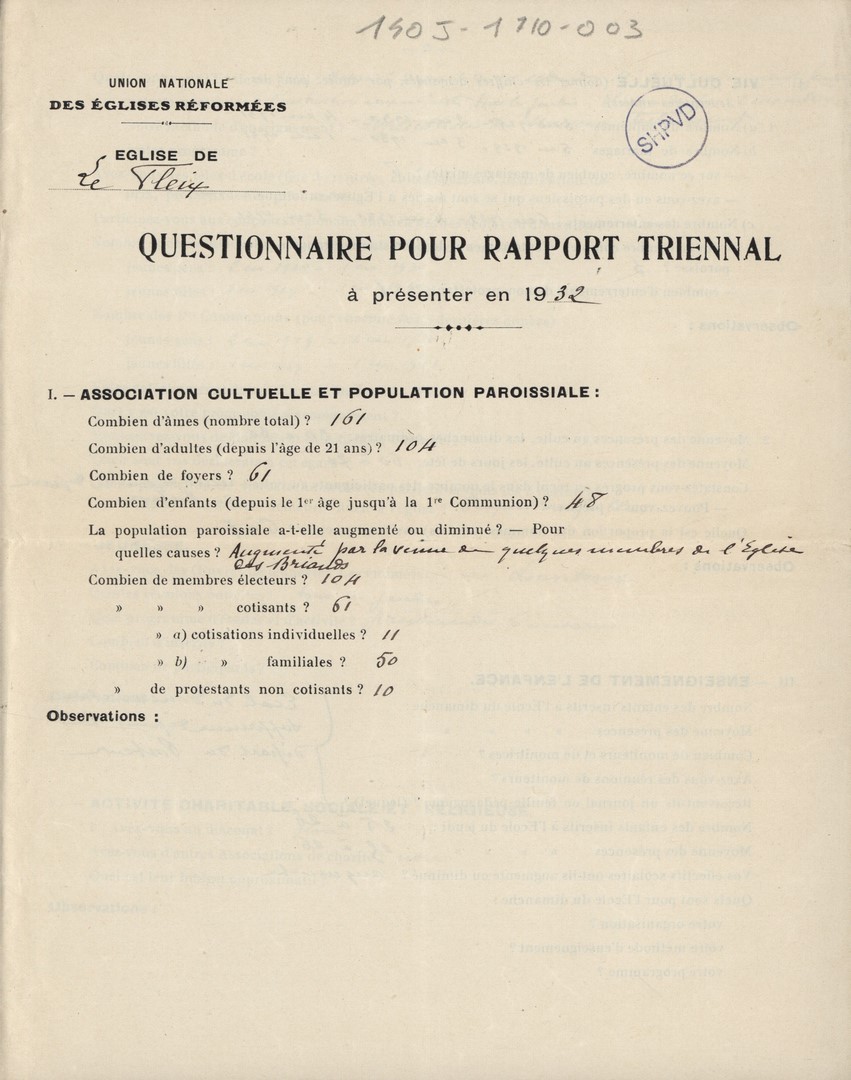 190J-1710-003
UNION NATIONALE
DES ÉGLISES RÉFORMÉES
EGLISE DE
Le Fleix
SHPVD
QUESTIONNAIRE POUR RAPPORT TRIENNAL
à présenter en 1932
I. — ASSOCIATION CULTUELLE ET POPULATION PAROISSIALE :
Combien d'âmes (nombre total) ? 161
Combien d'adultes (depuis l'âge de 21 ans) ? 104
Combien de foyers ? 61
Combien d'enfants (depuis le 1er âge jusqu'à la 1re Communion) ? 48
La population paroissiale a-t-elle augmenté ou diminué ? — Pour
quelles causes ? Augmenté par la venue de quelques membres de l'Eglise
des Briands
Combien de membres électeurs ? 104
» » » cotisants ? 61
» a) cotisations individuelles ? 11
» b) » familiales ? 50
» de protestants non cotisants ? 10
Observations :